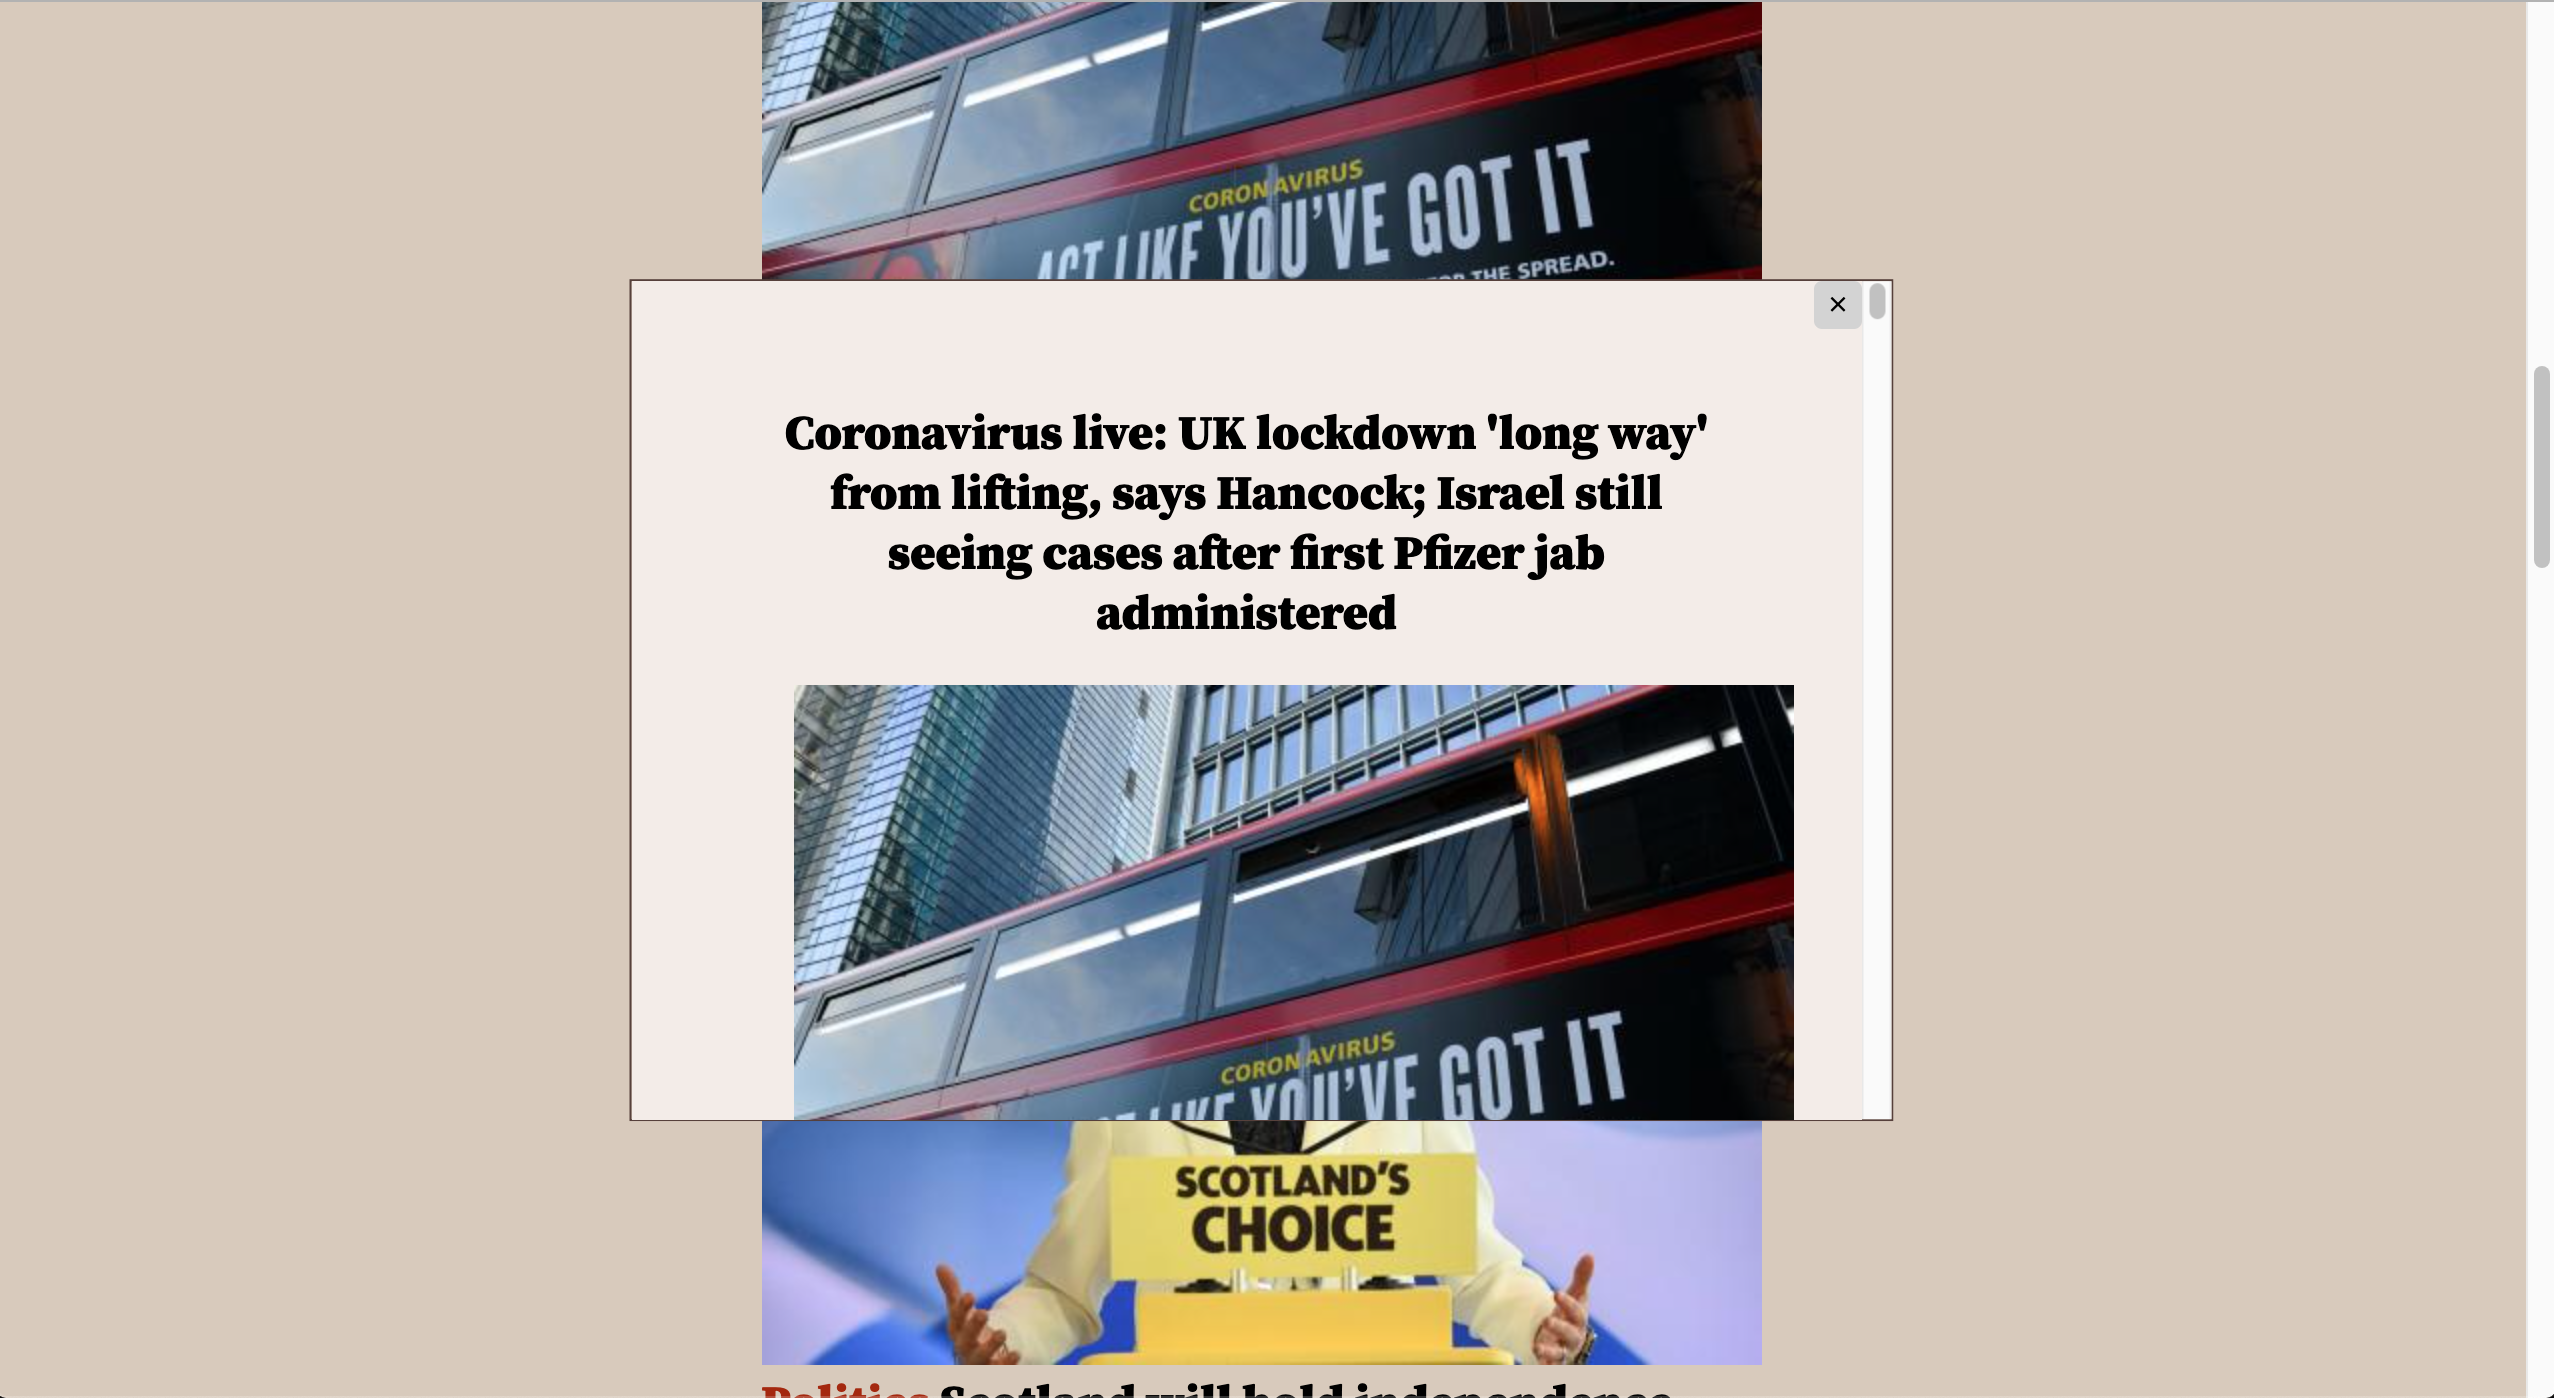 CORONAVIRUS
ACT LIKE YOU'VE GOT IT
THE SPREAD.
×
Coronavirus live: UK lockdown 'long way'
from lifting, says Hancock; Israel still
seeing cases after first Pfizer jab
administered
CORONAVIRUS
LIKE YOU'VE GOT IT
SCOTLAND'S
CHOICE
Politics Scotland will hold independence